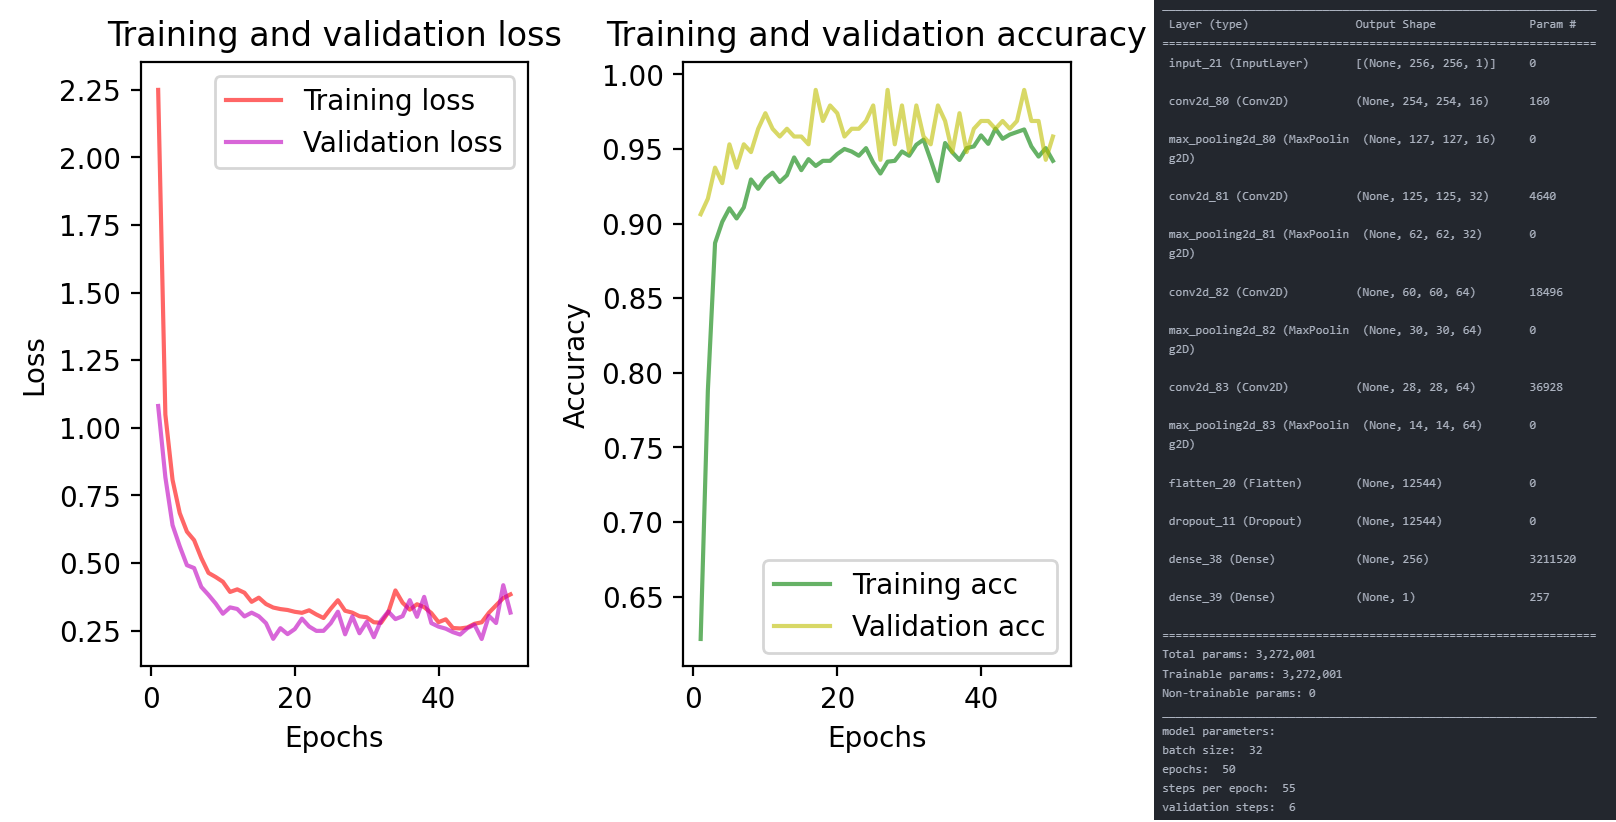 Training and validation loss
2.25
2.00
1.75
1.50
1.25
1.00
0.75
0.50
0.25
Loss
Training loss
Validation loss
0
20
40
Epochs
Training and validation accuracy
1.00
0.95
0.90
0.85
0.80
0.75
0.70
0.65
Accuracy
Training acc
Validation acc
0
20
40
Epochs
Layer (type) Output Shape Param #
=================================================================
input_21 (InputLayer) [(None, 256, 256, 1)] 0
conv2d_80 (Conv2D) (None, 254, 254, 16) 160
max_pooling2d_80 (MaxPoolin (None, 127, 127, 16) 0
g2D)
conv2d_81 (Conv2D) (None, 125, 125, 32) 4640
max_pooling2d_81 (MaxPoolin (None, 62, 62, 32) 0
g2D)
conv2d_82 (Conv2D) (None, 60, 60, 64) 18496
max_pooling2d_82 (MaxPoolin (None, 30, 30, 64) 0
g2D)
conv2d_83 (Conv2D) (None, 28, 28, 64) 36928
max_pooling2d_83 (MaxPoolin (None, 14, 14, 64) 0
g2D)
flatten_20 (Flatten) (None, 12544) 0
dropout_11 (Dropout) (None, 12544) 0
dense_38 (Dense) (None, 256) 3211520
dense_39 (Dense) (None, 1) 257
=================================================================
Total params: 3,272,001
Trainable params: 3,272,001
Non-trainable params: 0
model parameters:
batch size: 32
epochs: 50
steps per epoch: 55
validation steps: 6